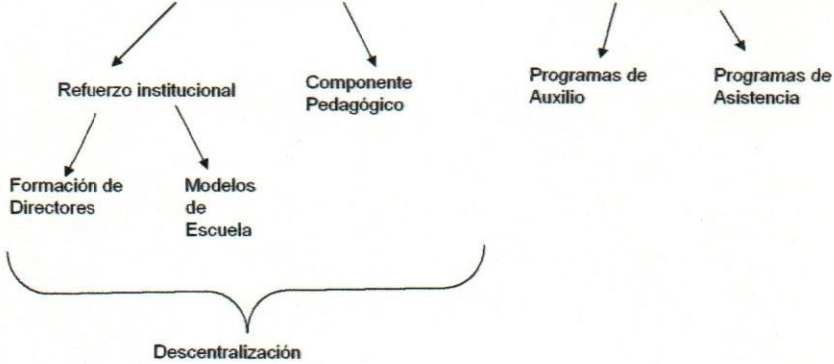 Refuerzo institucional
Componente
Pedagógico
Programas de
Auxilio
Programas de
Asistencia
Formación de
Directores
Modelos
de
Escuela
Descentralización